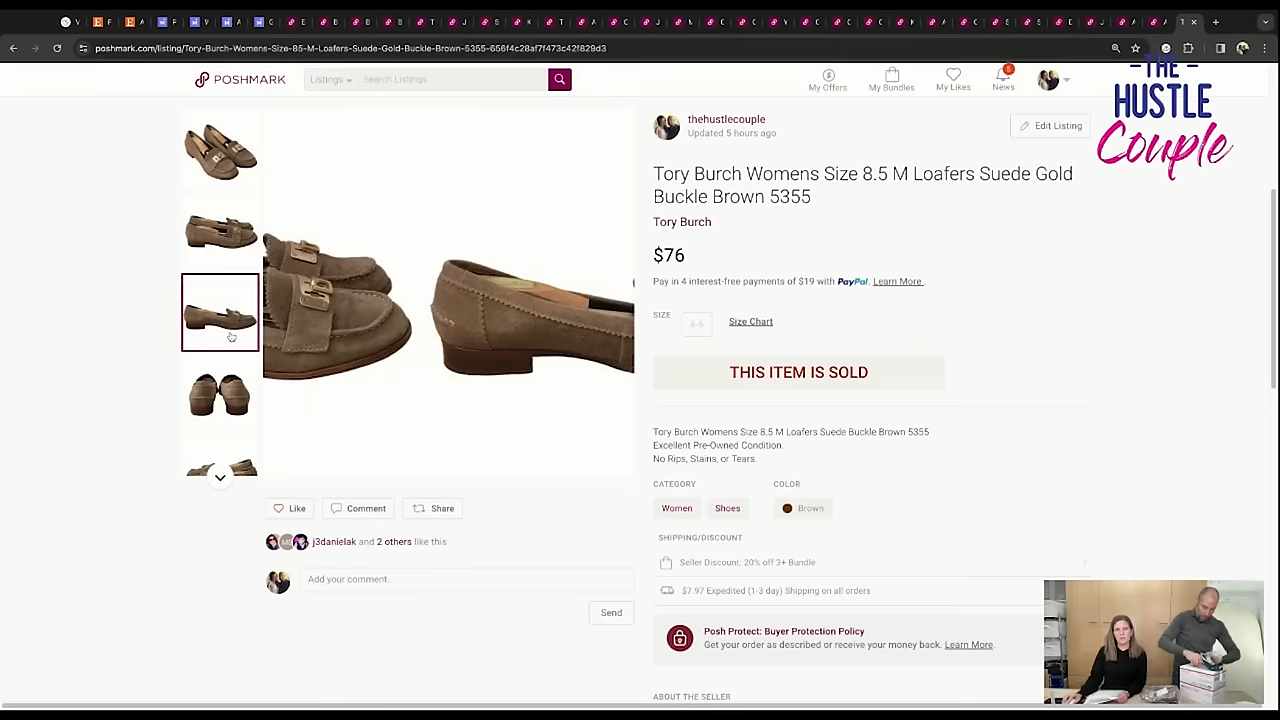 poshmark.com/listing/Tory-Burch-Womens-Size-85-M-Loafers-Suede-Gold-Buckle-Brown-5355-656f4c28af7f473c42f829d3
POSHMARK
Listings
Search Listings
My Offers
My Bundles
My Likes
5
News
-THE-
HUSTLE
Couple
thehustlecouple
Updated 5 hours ago
Edit Listing
Tory Burch Womens Size 8.5 M Loafers Suede Gold
Buckle Brown 5355
Tory Burch
$76
Pay in 4 interest-free payments of $19 with PayPal. Learn More .
SIZE
8.5
Size Chart
THIS ITEM IS SOLD
Tory Burch Womens Size 8.5 M Loafers Suede Buckle Brown 5355
Excellent Pre-Owned Condition.
No Rips, Stains, or Tears.
CATEGORY
COLOR
Women
Shoes
Brown
Like
Comment
Share
j3danielak and 2 others like this
Add your comment.
Send
SHIPPING/DISCOUNT
Seller Discount: 20% off 3+ Bundle
$7.97 Expedited (1-3 day) Shipping on all orders
Posh Protect: Buyer Protection Policy
Get your order as described or receive your money back. Learn More.
ABOUT THE SELLER